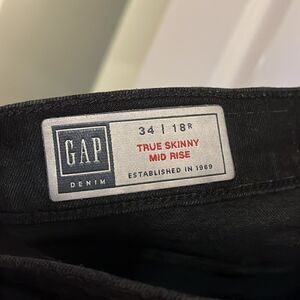 GAP
DENIM
34 | 18R
TRUE SKINNY
MID RISE
ESTABLISHED IN 1969